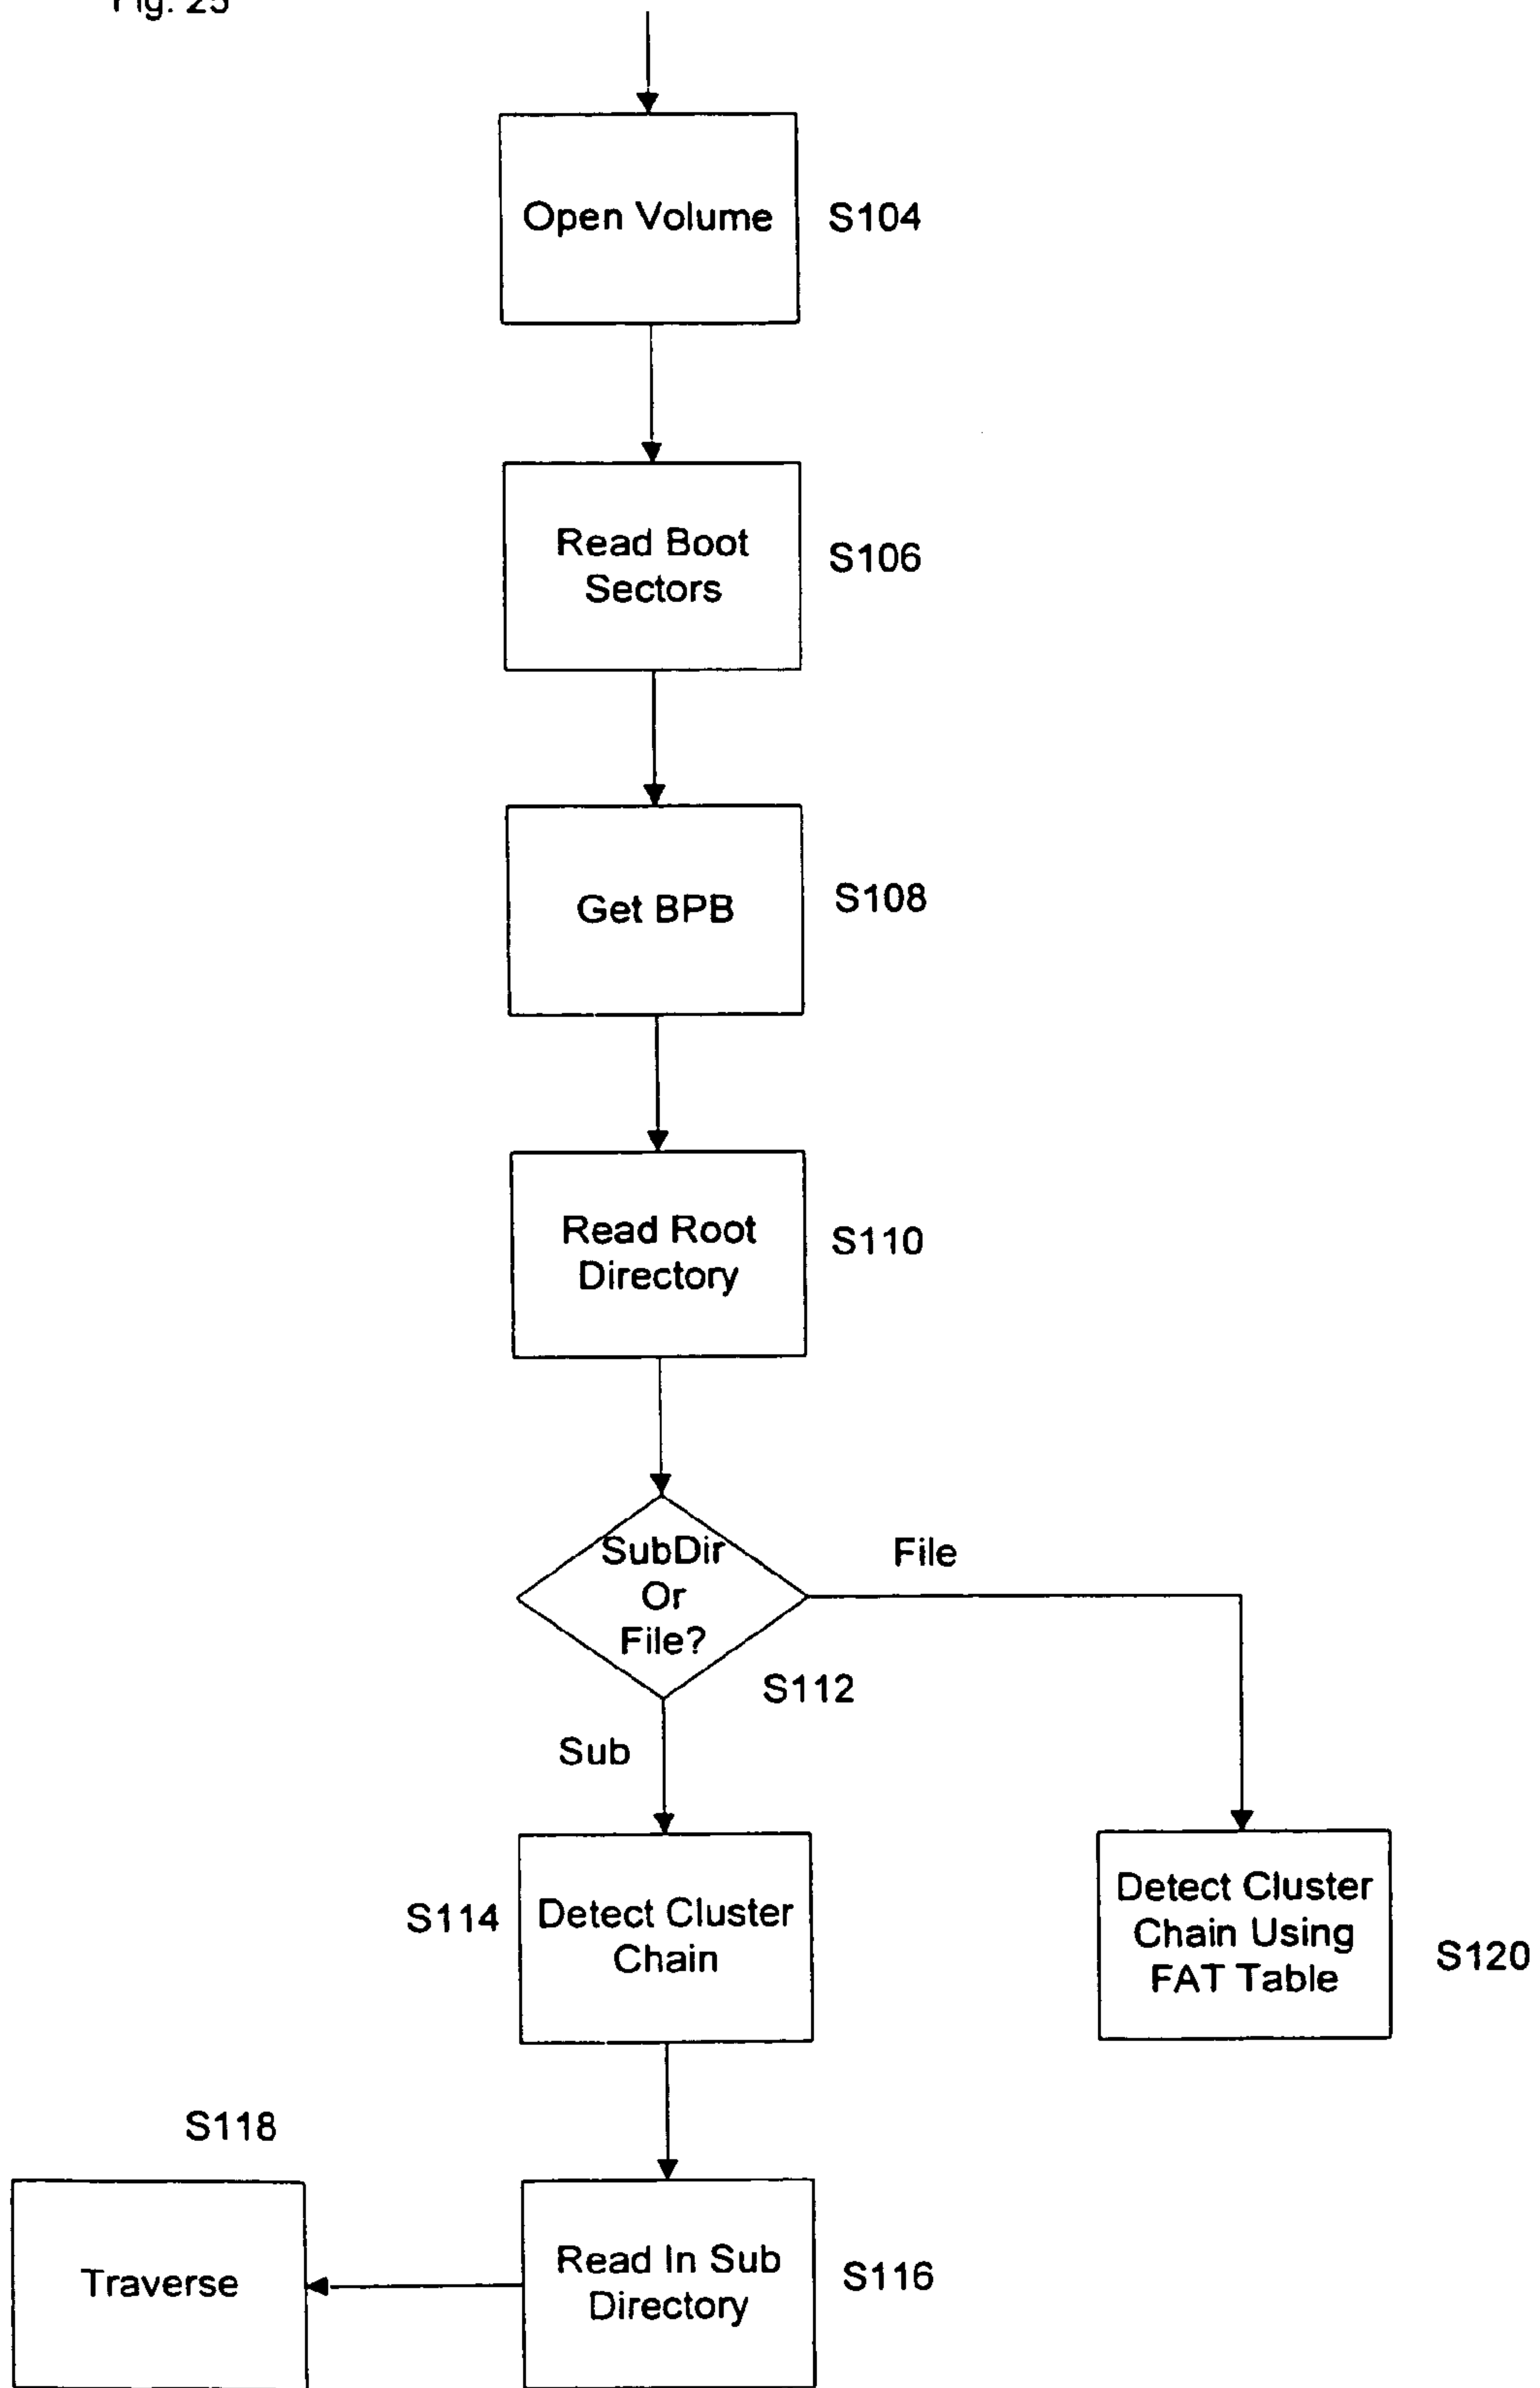 Fig. 25
Open Volume
S104
Read Boot
Sectors
S106
Get BPB
S108
Read Root
Directory
S110
SubDir
Or
File?
File
S112
Sub
S114
Detect Cluster
Chain
Detect Cluster
Chain Using
FAT Table
S120
S118
Traverse
Read In Sub
Directory
S116